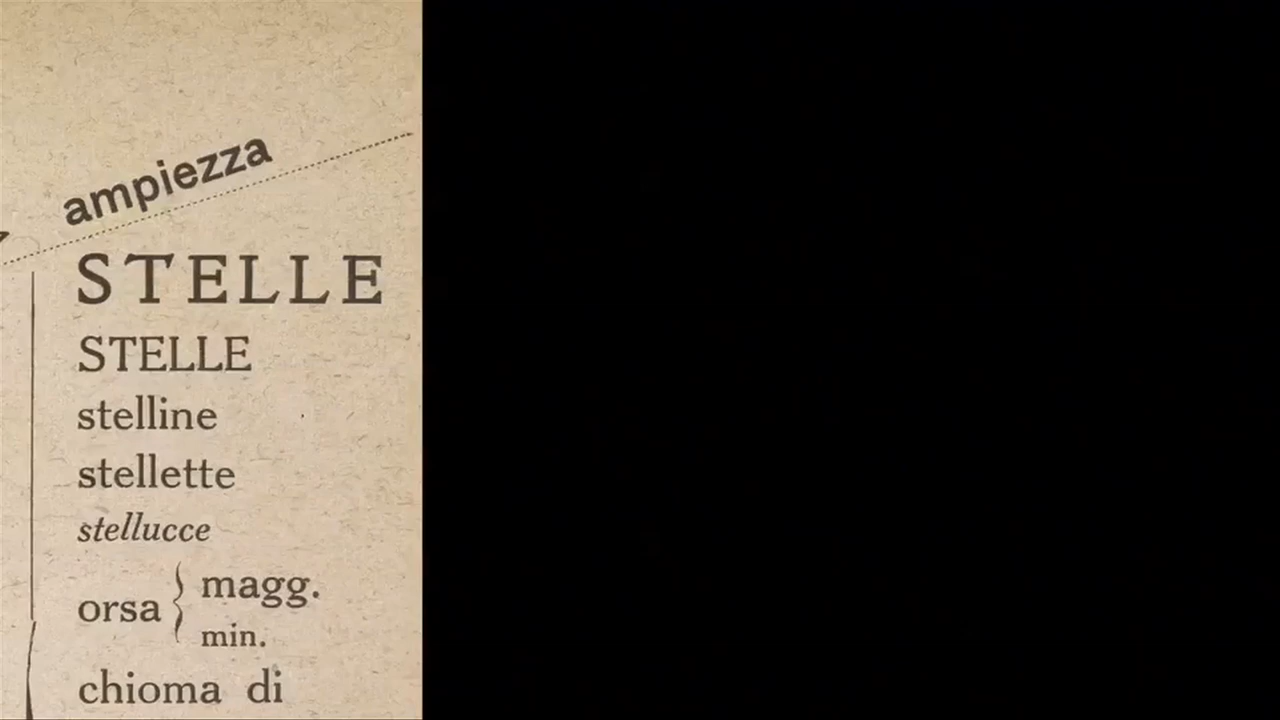 ampiezza
STELLE
STELLE
stelline
stellette
stellucce
orsa { magg.
min.
chioma di